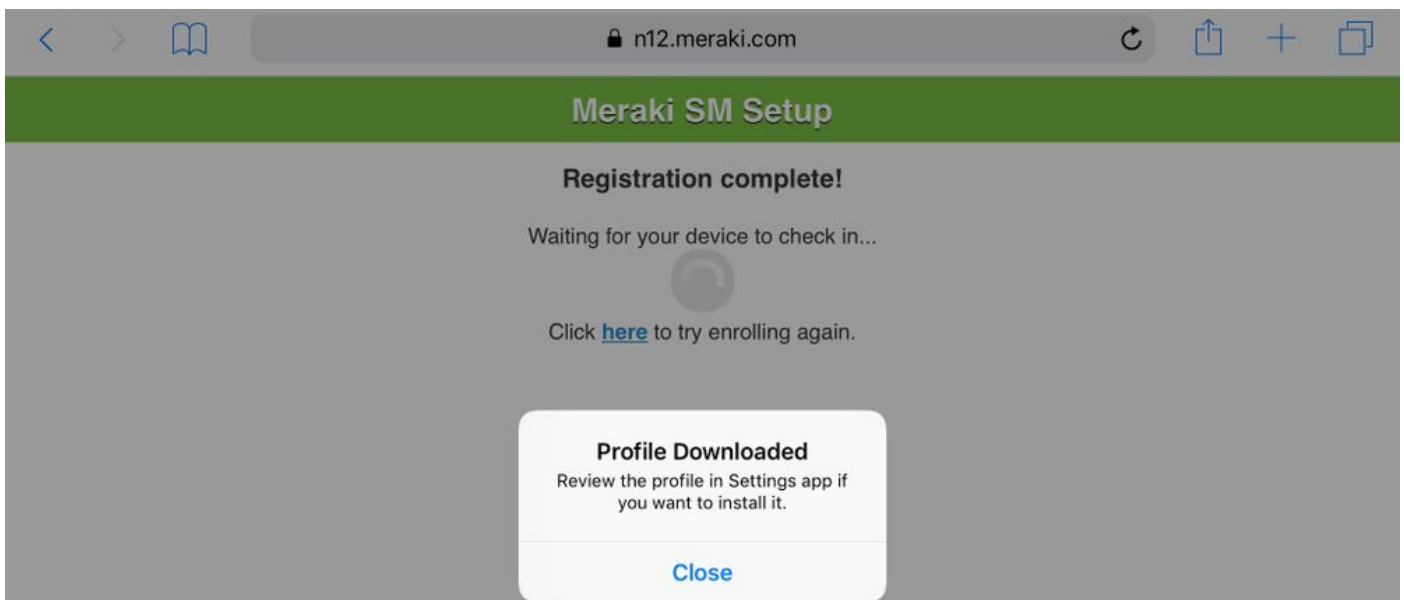 n12.meraki.com
Meraki SM Setup
Registration complete!
Waiting for your device to check in...
Click here to try enrolling again.
Profile Downloaded
Review the profile in Settings app if
you want to install it.
Close